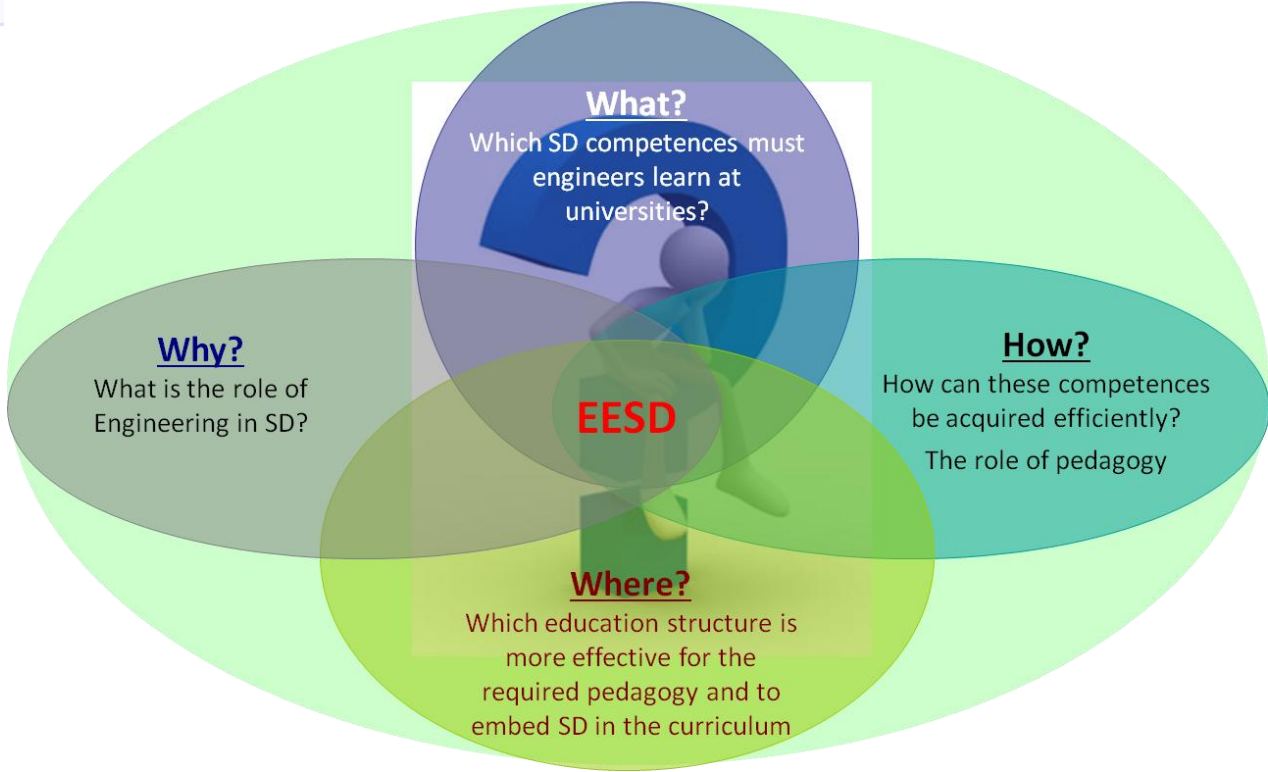 What?
Which SD competences must
engineers learn at
universities?
Why?
What is the role of
Engineering in SD?
How?
How can these competences
be acquired efficiently?
The role of pedagogy
EESD
Where?
Which education structure is
more effective for the
required pedagogy and to
embed SD in the curriculum